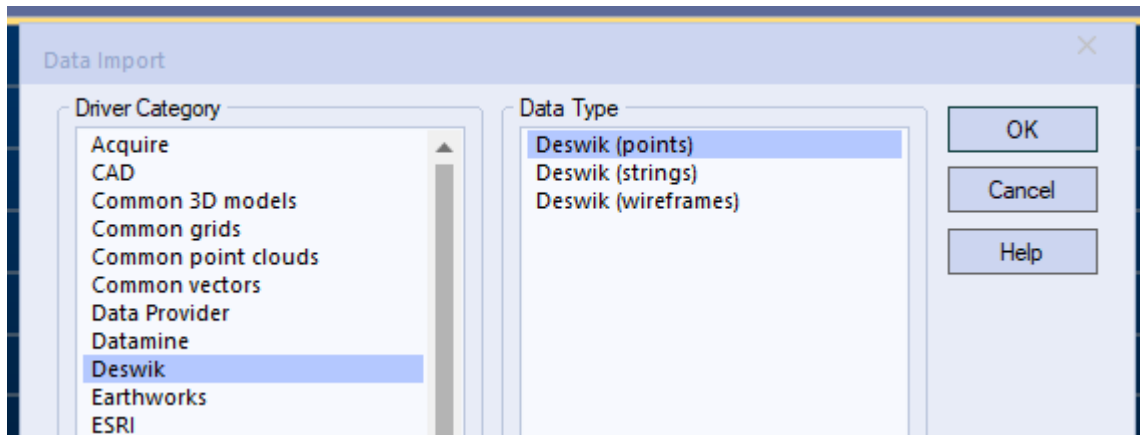 Data Import
Driver Category
Acquire
CAD
Common 3D models
Common grids
Common point clouds
Common vectors
Data Provider
Datamine
Deswik
Earthworks
ESRI
Data Type
Deswik (points)
Deswik (strings)
Deswik (wireframes)
OK
Cancel
Help